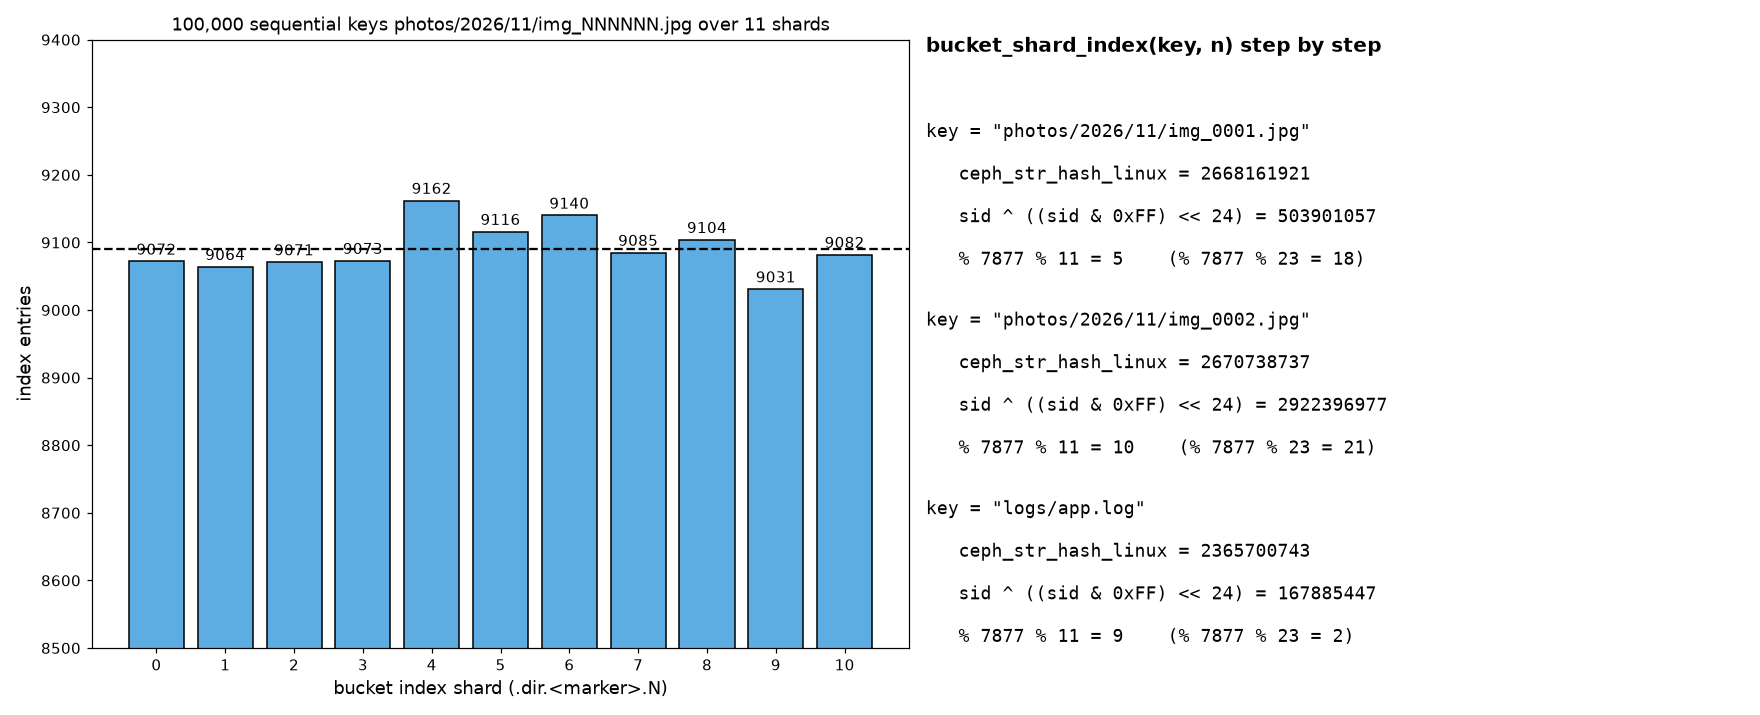 100,000 sequential keys photos/2026/11/img_NNNNNN.jpg over 11 shards
9400
9300
9200
9100
9000
8900
8800
8700
8600
8500
index entries
9072
9064
9071
9073
9162
9116
9140
9085
9104
9031
9082
0 1 2 3 4 5 6 7 8 9 10
bucket index shard (.dir.<marker>.N)
bucket_shard_index(key, n) step by step
key = "photos/2026/11/img_0001.jpg"
ceph_str_hash_linux = 2668161921
sid ^ ((sid & 0xFF) << 24) = 503901057
% 7877 % 11 = 5 (% 7877 % 23 = 18)
key = "photos/2026/11/img_0002.jpg"
ceph_str_hash_linux = 2670738737
sid ^ ((sid & 0xFF) << 24) = 2922396977
% 7877 % 11 = 10 (% 7877 % 23 = 21)
key = "logs/app.log"
ceph_str_hash_linux = 2365700743
sid ^ ((sid & 0xFF) << 24) = 167885447
% 7877 % 11 = 9 (% 7877 % 23 = 2)